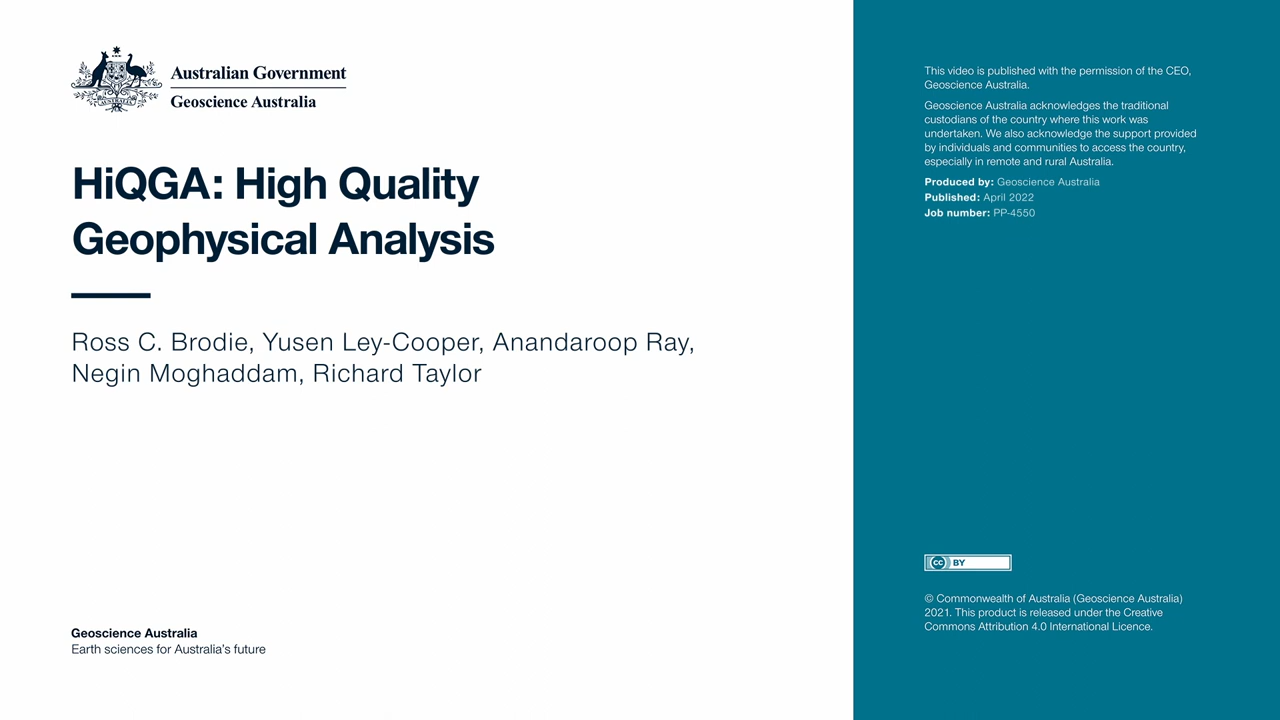 Australian Government
Geoscience Australia
HiQGA: High Quality
Geophysical Analysis
Ross C. Brodie, Yusen Ley-Cooper, Anandaroop Ray,
Negin Moghaddam, Richard Taylor
Geoscience Australia
Earth sciences for Australia's future
This video is published with the permission of the CEO,
Geoscience Australia.
Geoscience Australia acknowledges the traditional
custodians of the country where this work was
undertaken. We also acknowledge the support provided
by individuals and communities to access the country,
especially in remote and rural Australia.
Produced by: Geoscience Australia
Published: April 2022
Job number: PP-4550
cc BY
© Commonwealth of Australia (Geoscience Australia)
2021. This product is released under the Creative
Commons Attribution 4.0 International Licence.